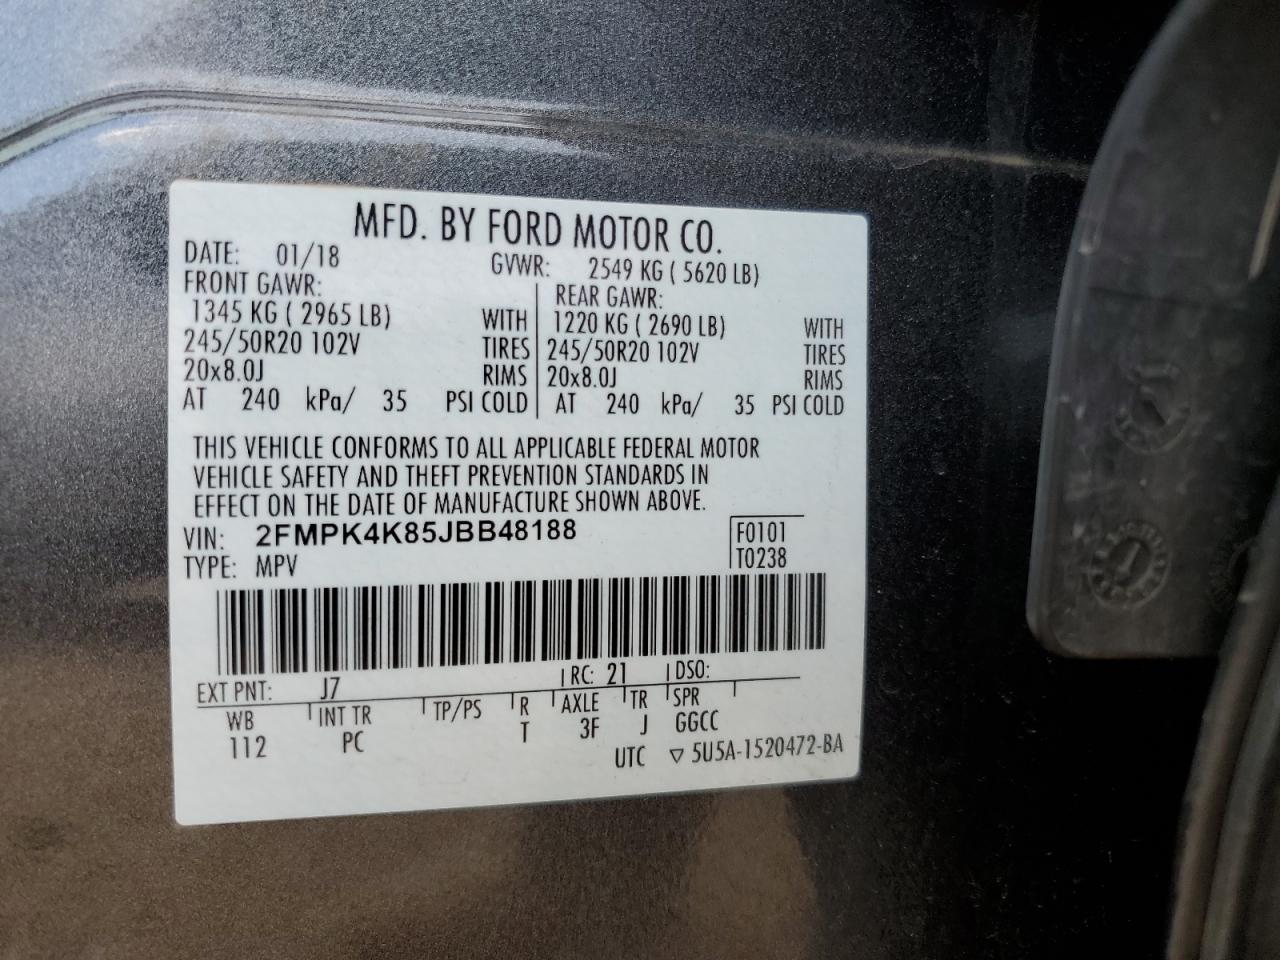 MFD. BY FORD MOTOR CO.
DATE: 01/18 GVWR: 2549 KG ( 5620 LB)
FRONT GAWR: REAR GAWR:
1345 KG ( 2965 LB) WITH 1220 KG ( 2690 LB) WITH
245/50R20 102V TIRES 245/50R20 102V TIRES
20x8.0J RIMS 20x8.0J RIMS
AT 240 kPa/ 35 PSI COLD AT 240 kPa/ 35 PSI COLD
THIS VEHICLE CONFORMS TO ALL APPLICABLE FEDERAL MOTOR
VEHICLE SAFETY AND THEFT PREVENTION STANDARDS IN
EFFECT ON THE DATE OF MANUFACTURE SHOWN ABOVE.
VIN: 2FMPK4K85JBB48188 F0101
TYPE: MPV T0238
EXT PNT: J7 RC: 21 DSO:
WB INT TR TP/PS R AXLE TR SPR
112 PC T 3F J GGCC
UTC ▽ 5U5A-1520472-BA